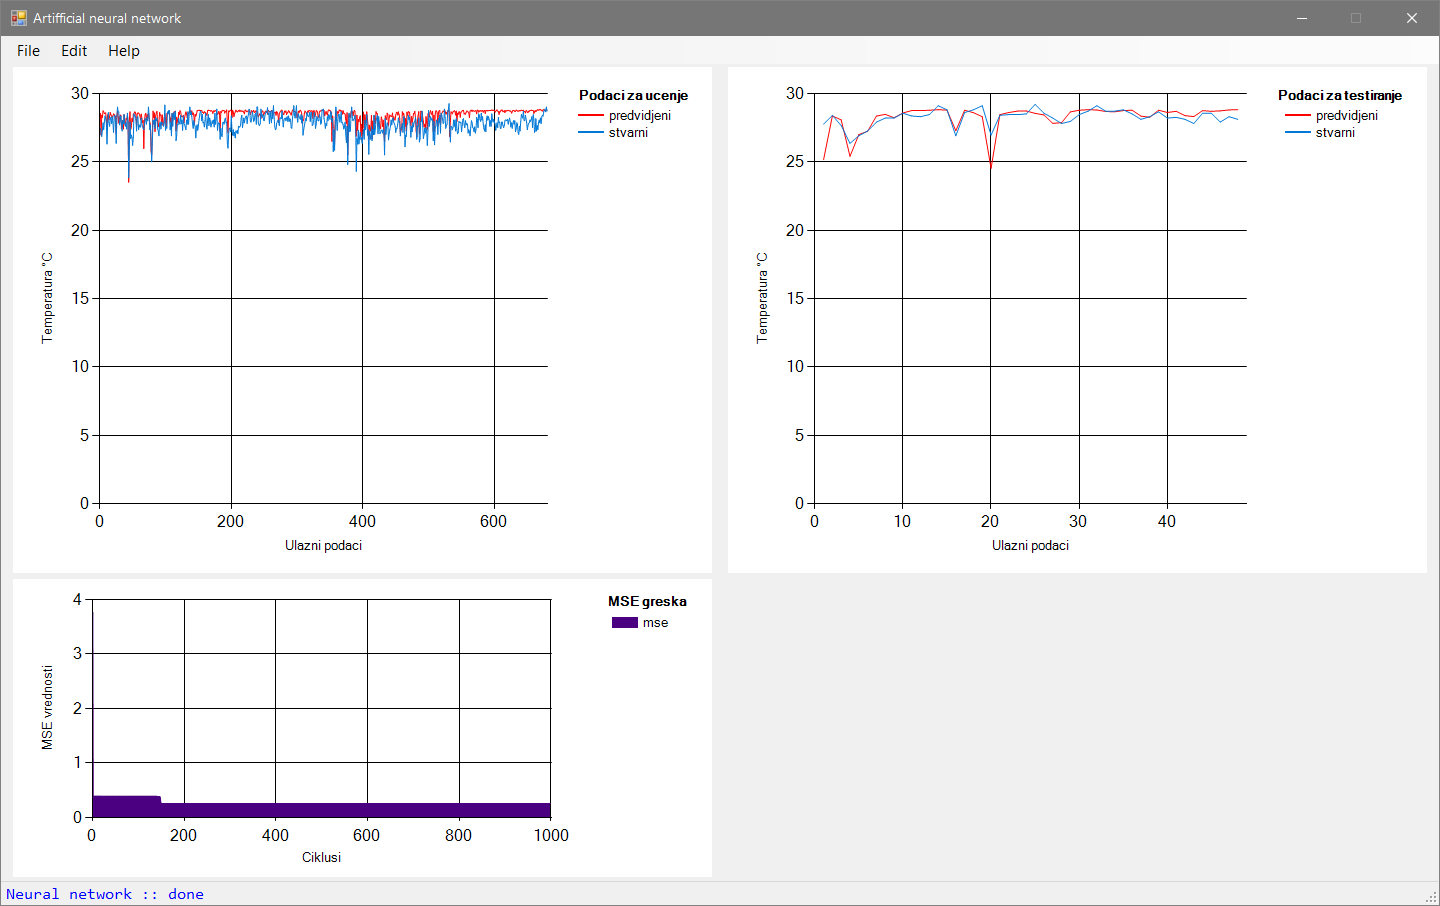 Artifficial neural network
File Edit Help
Podaci za ucenje
predvidjeni
stvarni
30
25
20
15
10
5
0
Temperatura °C
0 200 400 600
Ulazni podaci
Podaci za testiranje
predvidjeni
stvarni
30
25
20
15
10
5
0
Temperatura °C
0 10 20 30 40
Ulazni podaci
MSE greska
mse
4
3
2
1
0
MSE vrednosti
0 200 400 600 800 1000
Ciklusi
Neural network :: done